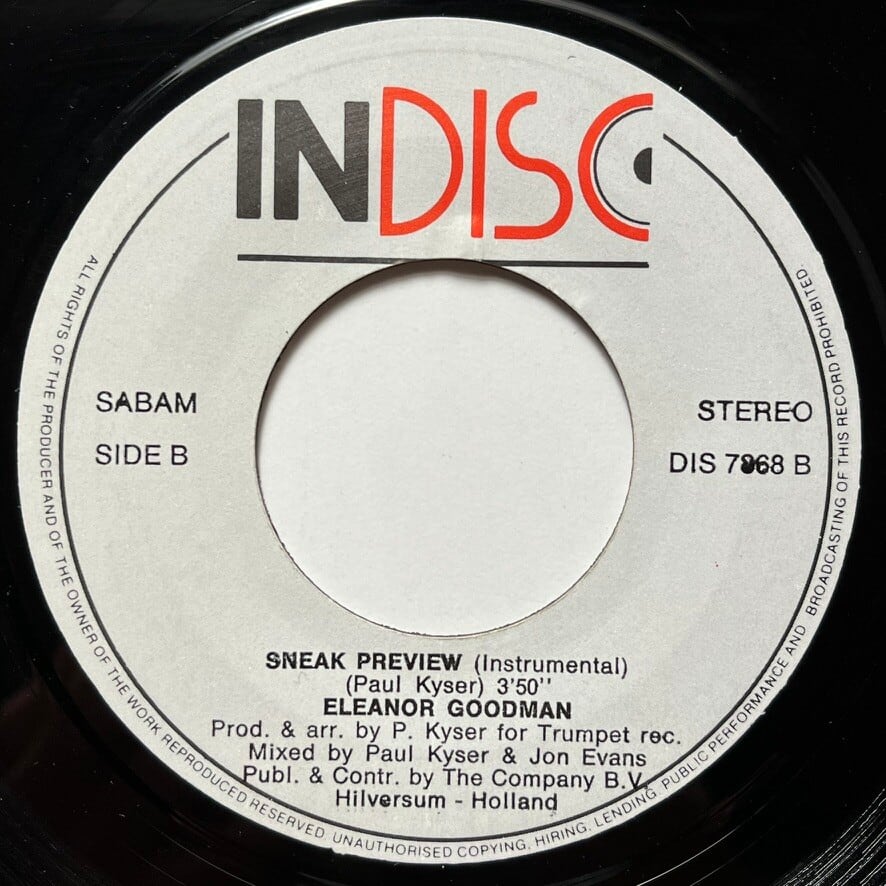 INDISC
SABAM
STEREO
SIDE B
DIS 7868 B
SNEAK PREVIEW (Instrumental)
(Paul Kyser) 3'50''
ELEANOR GOODMAN
Prod. & arr. by P. Kyser for Trumpet rec.
Mixed by Paul Kyser & Jon Evans
Publ. & Contr. by The Company B.V.
Hilversum - Holland
ALL RIGHTS OF THE PRODUCER AND OF THE OWNER OF THE WORK REPRODUCED RESERVED. UNAUTHORISED COPYING, HIRING, LENDING, PUBLIC PERFORMANCE AND BROADCASTING OF THIS RECORD PROHIBITED.